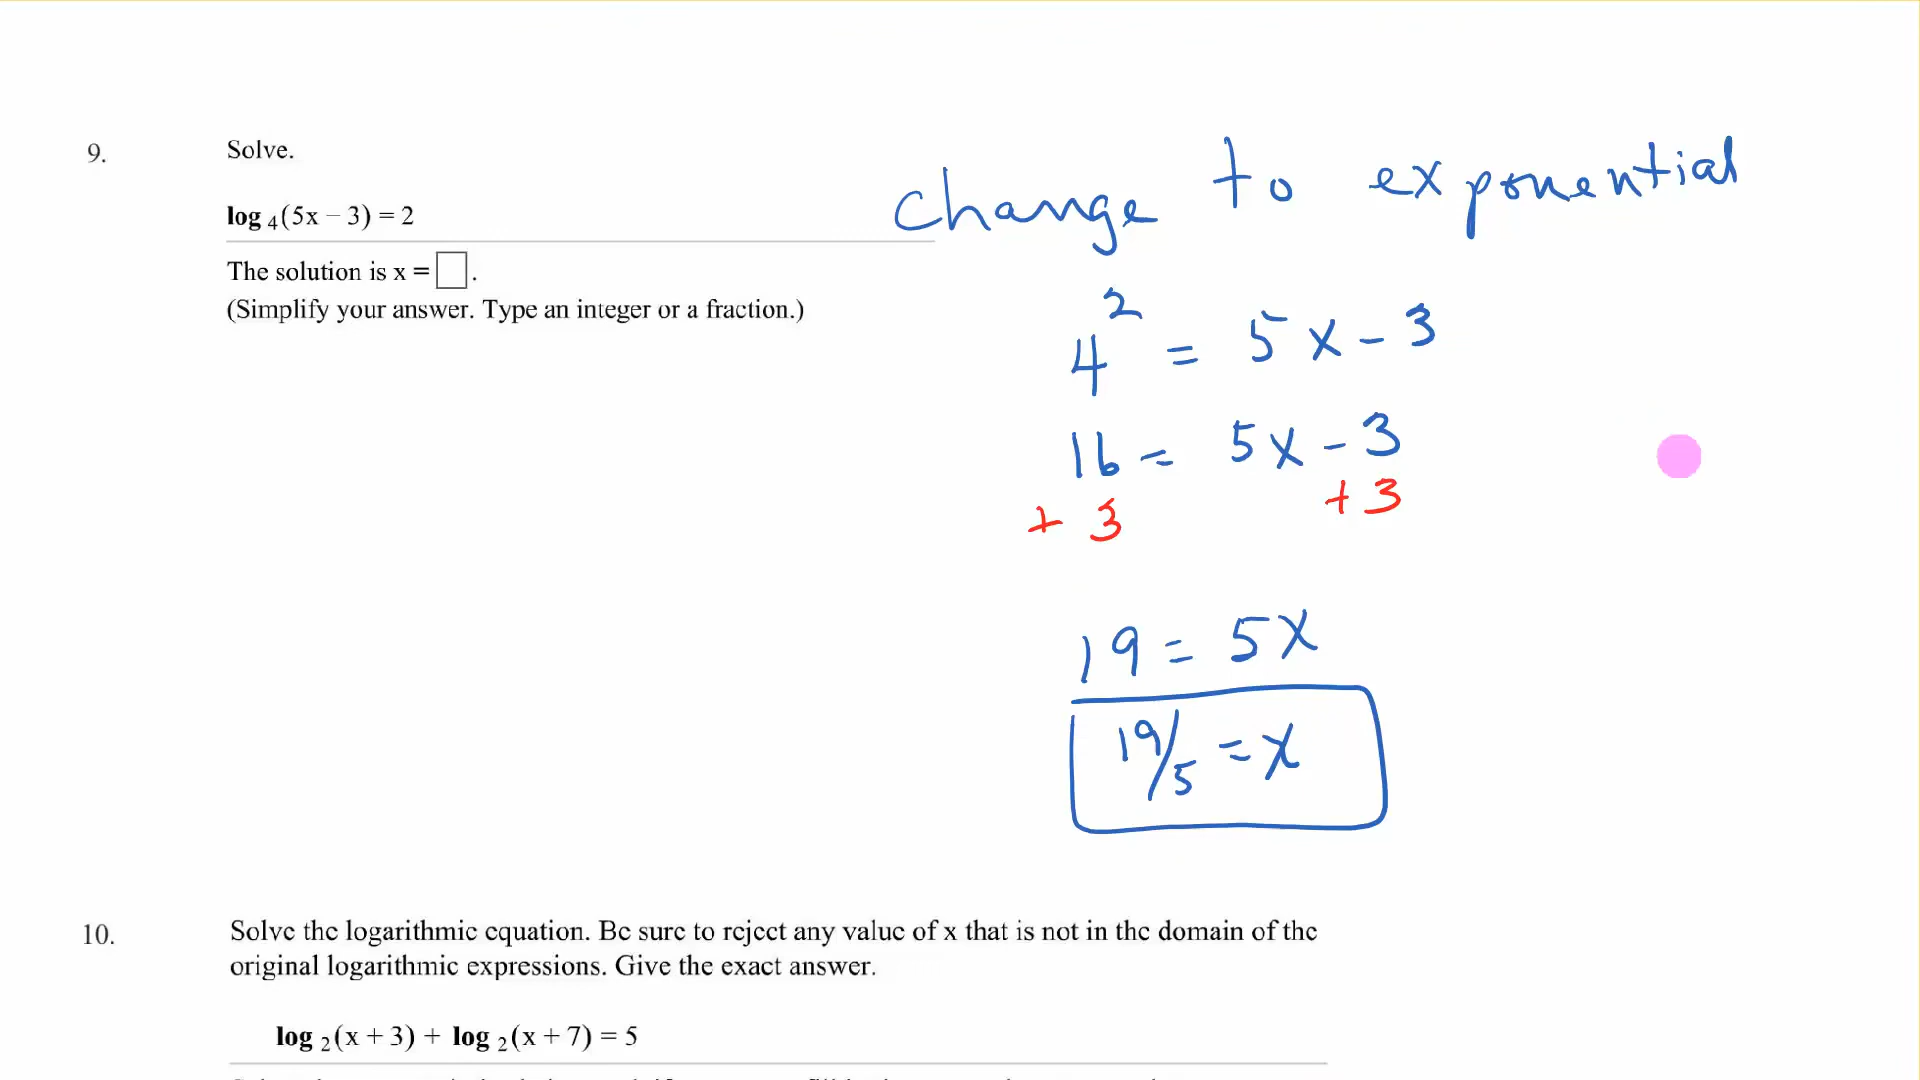 9.
Solve.
log 4(5x − 3) = 2
The solution is x = .
(Simplify your answer. Type an integer or a fraction.)
change to exponential
4^2 = 5x - 3
16 = 5x - 3
+ 3 + 3
19 = 5x
19/5 = x
10.
Solve the logarithmic equation. Be sure to reject any value of x that is not in the domain of the
original logarithmic expressions. Give the exact answer.
log 2(x + 3) + log 2(x + 7) = 5